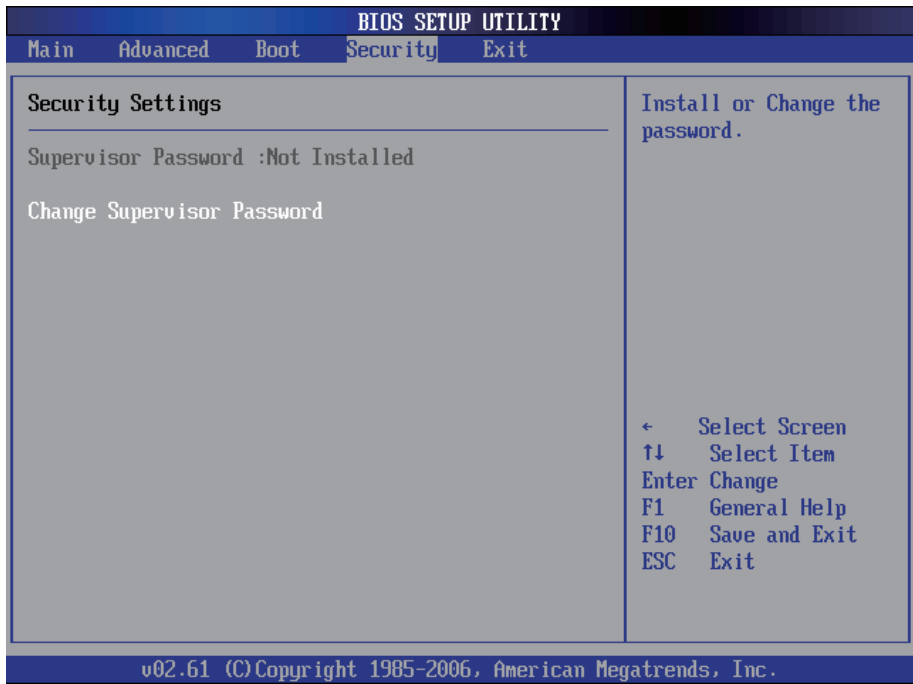 BIOS SETUP UTILITY
Main Advanced Boot Security Exit
Security Settings
Supervisor Password :Not Installed
Change Supervisor Password
Install or Change the
password.
← Select Screen
↑↓ Select Item
Enter Change
F1 General Help
F10 Save and Exit
ESC Exit
v02.61 (C)Copyright 1985-2006, American Megatrends, Inc.